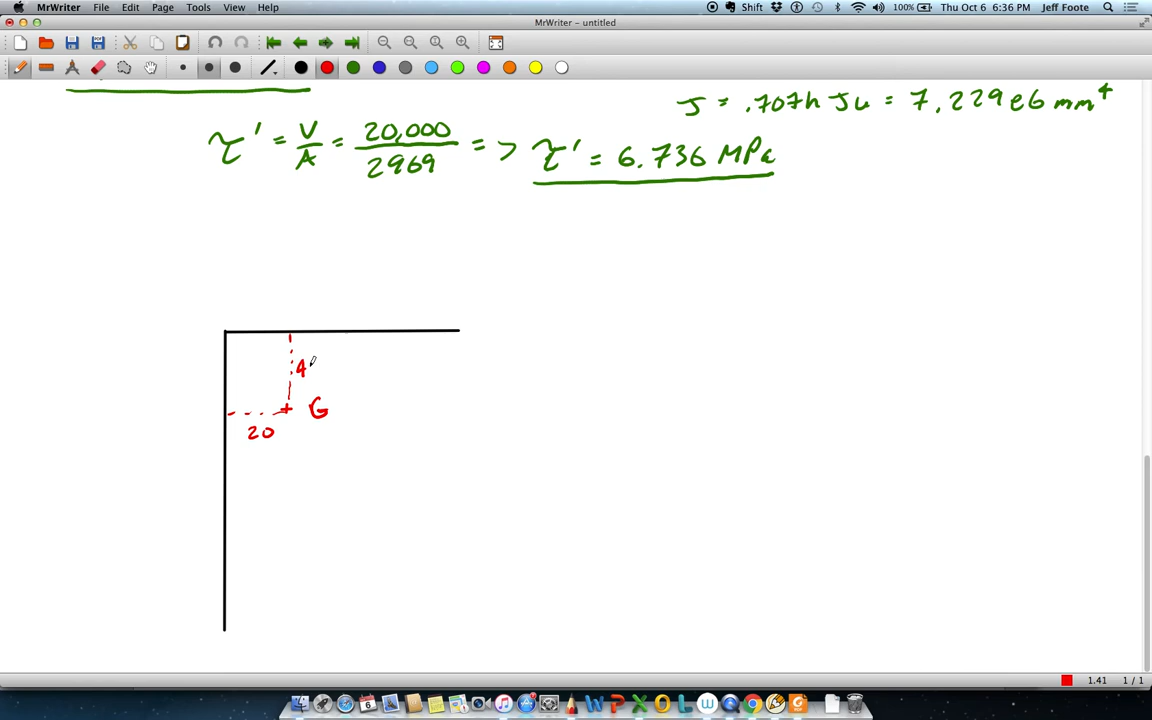 MrWriter File Edit Page Tools View Help Shift 100% Thu Oct 6 6:36 PM Jeff Foote
MrWriter – untitled
J = .707h Ju = 7.229e6 mm⁴
τ' = V/A = 20,000/2969 => τ' = 6.736 MPa
4
G
20
1.41 1 / 1